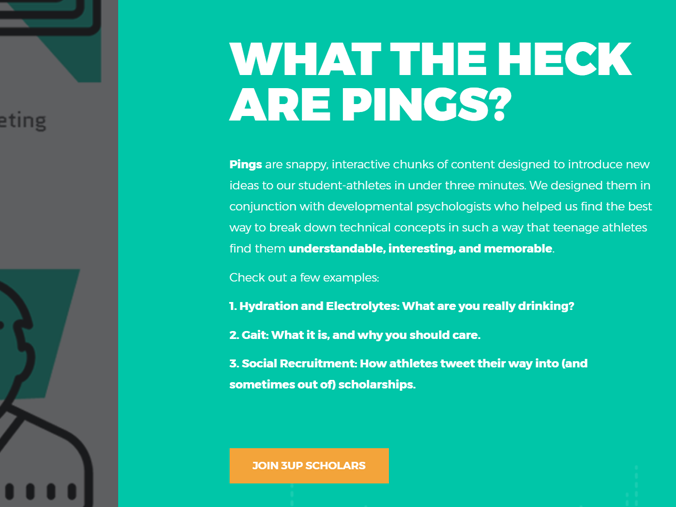 WHAT THE HECK
ARE PINGS?
eting
Pings are snappy, interactive chunks of content designed to introduce new
ideas to our student-athletes in under three minutes. We designed them in
conjunction with developmental psychologists who helped us find the best
way to break down technical concepts in such a way that teenage athletes
find them understandable, interesting, and memorable.
Check out a few examples:
1. Hydration and Electrolytes: What are you really drinking?
2. Gait: What it is, and why you should care.
3. Social Recruitment: How athletes tweet their way into (and
sometimes out of) scholarships.
JOIN 3UP SCHOLARS